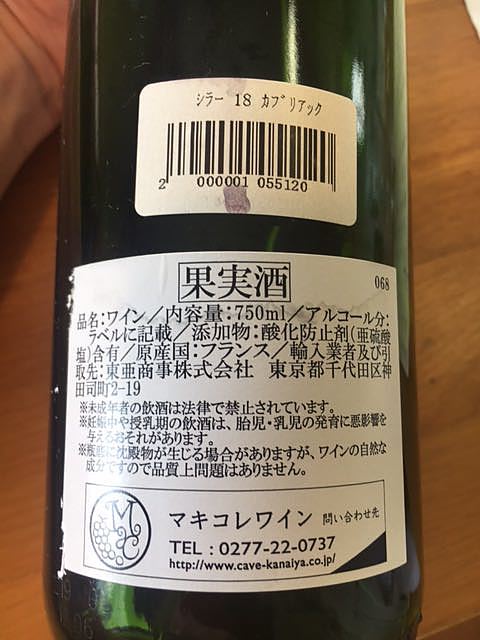 シラー 18 カブリアック
2 000001 055120
果実酒
068
品名:ワイン/内容量:750ml/アルコール分:
ラベルに記載/添加物:酸化防止剤(亜硫酸
塩)含有/原産国:フランス/輸入業者及び引
取先:東亜商事株式会社 東京都千代田区神
田司町2-19
※未成年者の飲酒は法律で禁止されています。
※妊娠中や授乳期の飲酒は、胎児・乳児の発育に悪影響を
与えるおそれがあります。
※瓶底に沈殿物が生じる場合がありますが、ワインの自然な
成分ですので品質上問題はありません。
マキコレワイン 問い合わせ先
TEL:0277-22-0737
http://www.cave-kanaiya.co.jp/